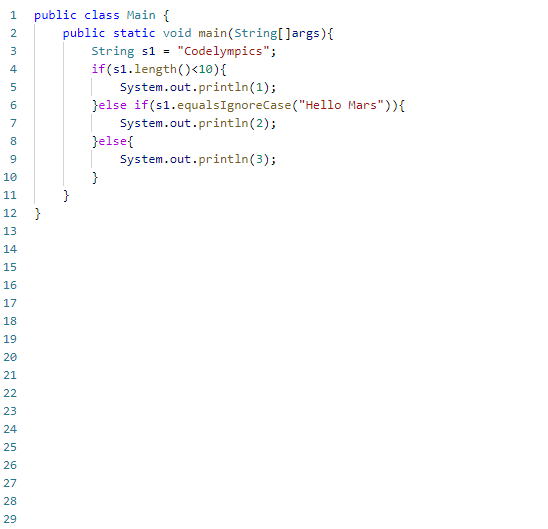 1 public class Main {
2     public static void main(String[]args){
3         String s1 = "Codelympics";
4         if(s1.length()<10){
5             System.out.println(1);
6         }else if(s1.equalsIgnoreCase("Hello Mars")){
7             System.out.println(2);
8         }else{
9             System.out.println(3);
10         }
11     }
12 }
13
14
15
16
17
18
19
20
21
22
23
24
25
26
27
28
29